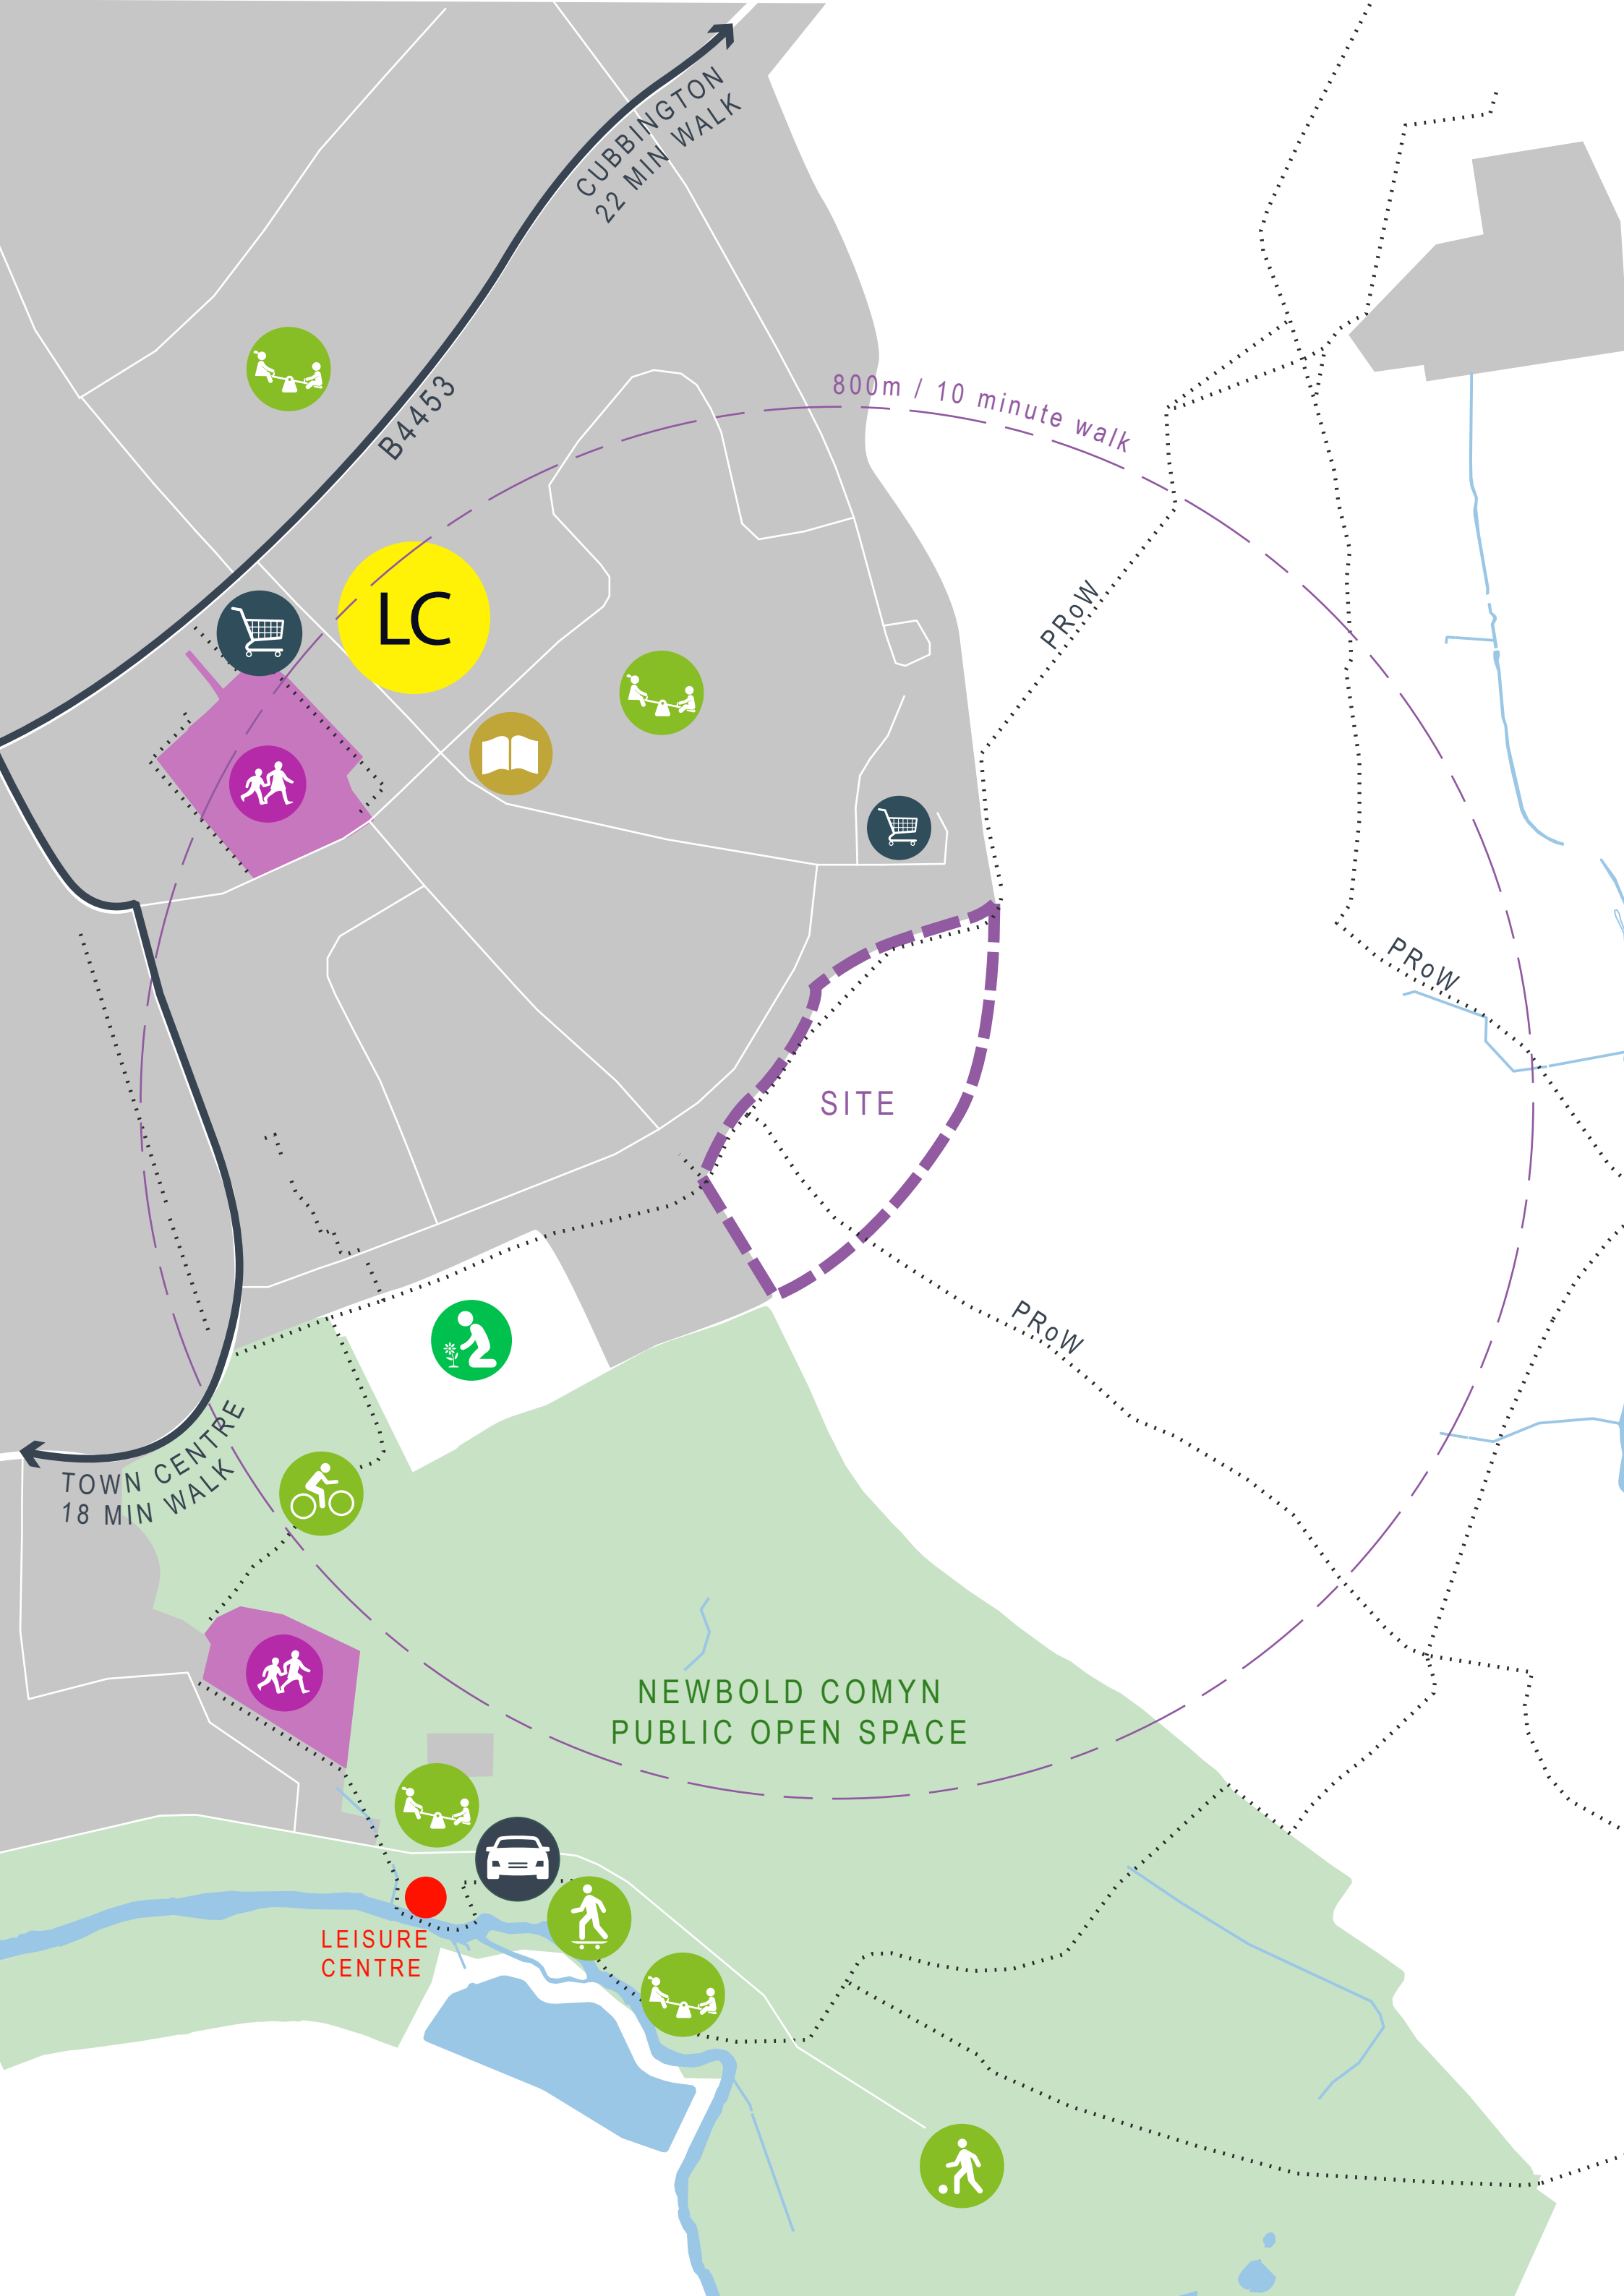 CUBBINGTON
22 MIN WALK
B4453
800m / 10 minute walk
LC
PRoW
PRoW
SITE
PRoW
TOWN CENTRE
18 MIN WALK
NEWBOLD COMYN
PUBLIC OPEN SPACE
LEISURE
CENTRE